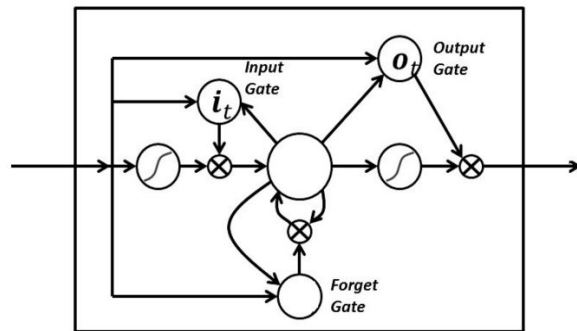 Input
Gate
i_t
o_t
Output
Gate
Forget
Gate